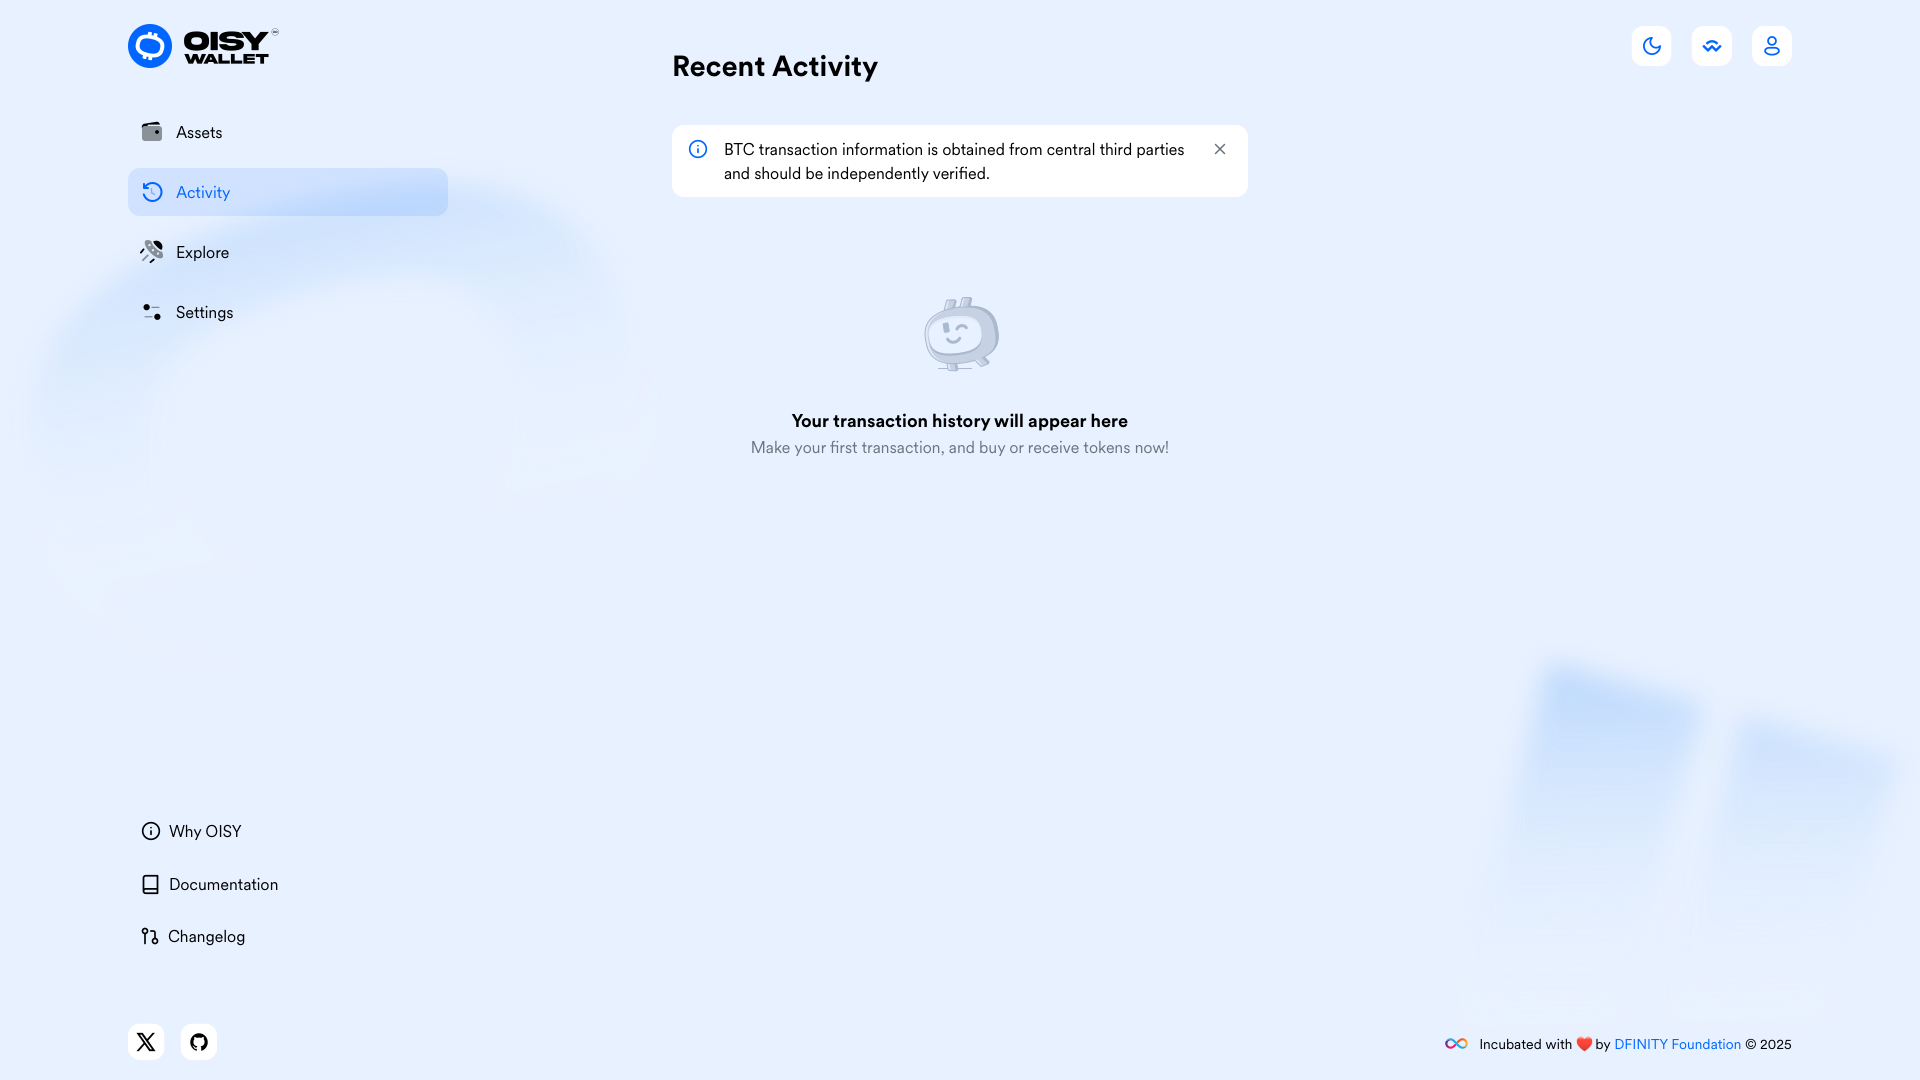 OISY
WALLET
Assets
Activity
Explore
Settings
Recent Activity
BTC transaction information is obtained from central third parties
and should be independently verified.
Your transaction history will appear here
Make your first transaction, and buy or receive tokens now!
Why OISY
Documentation
Changelog
Incubated with ❤️ by DFINITY Foundation © 2025